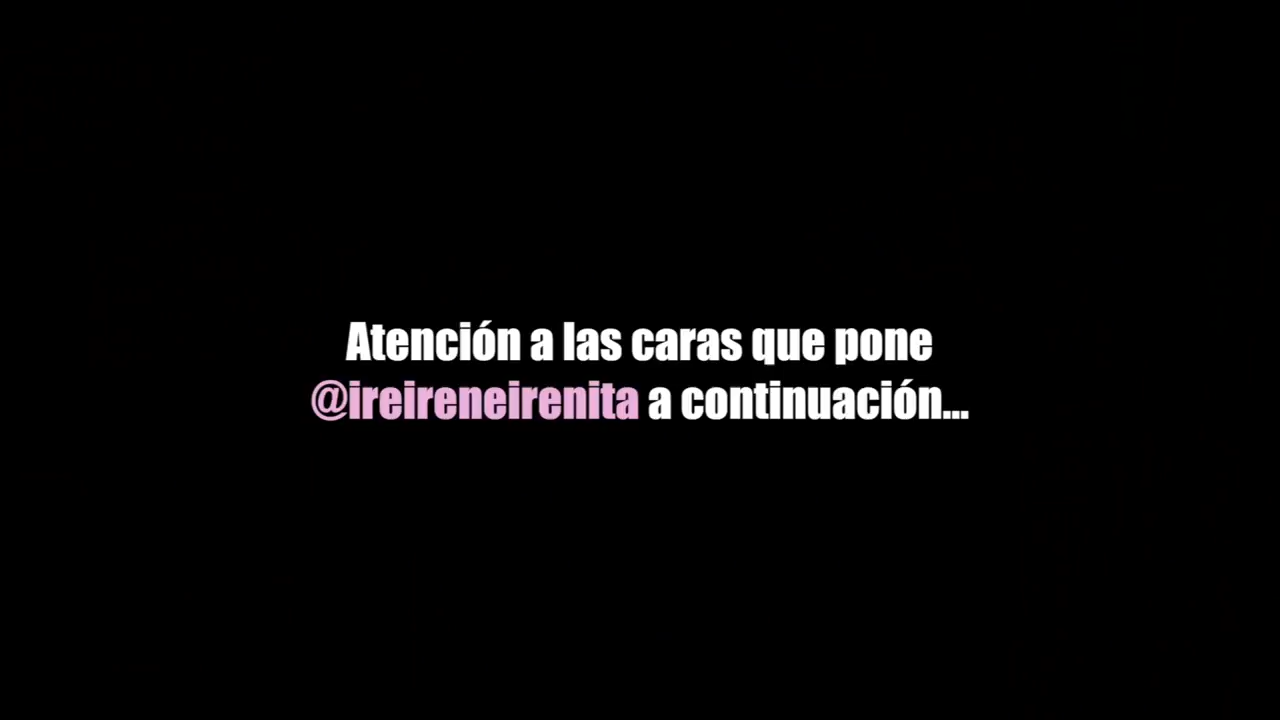 Atención a las caras que pone
@ireireneirenita a continuación...